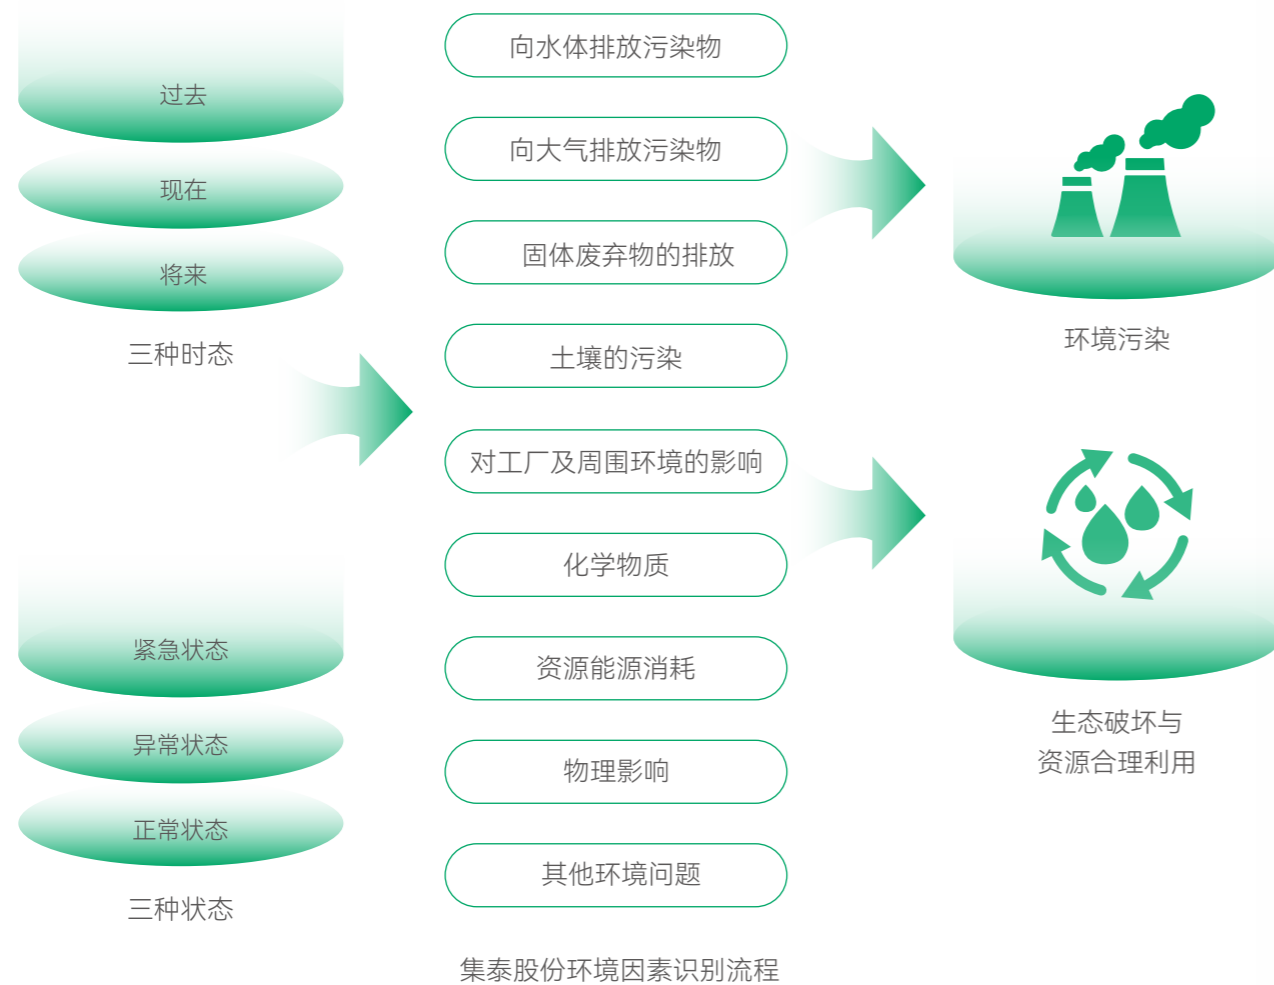 过去
现在
将来
三种时态
紧急状态
异常状态
正常状态
三种状态
向水体排放污染物
向大气排放污染物
固体废弃物的排放
土壤的污染
对工厂及周围环境的影响
化学物质
资源能源消耗
物理影响
其他环境问题
环境污染
生态破坏与
资源合理利用
集泰股份环境因素识别流程